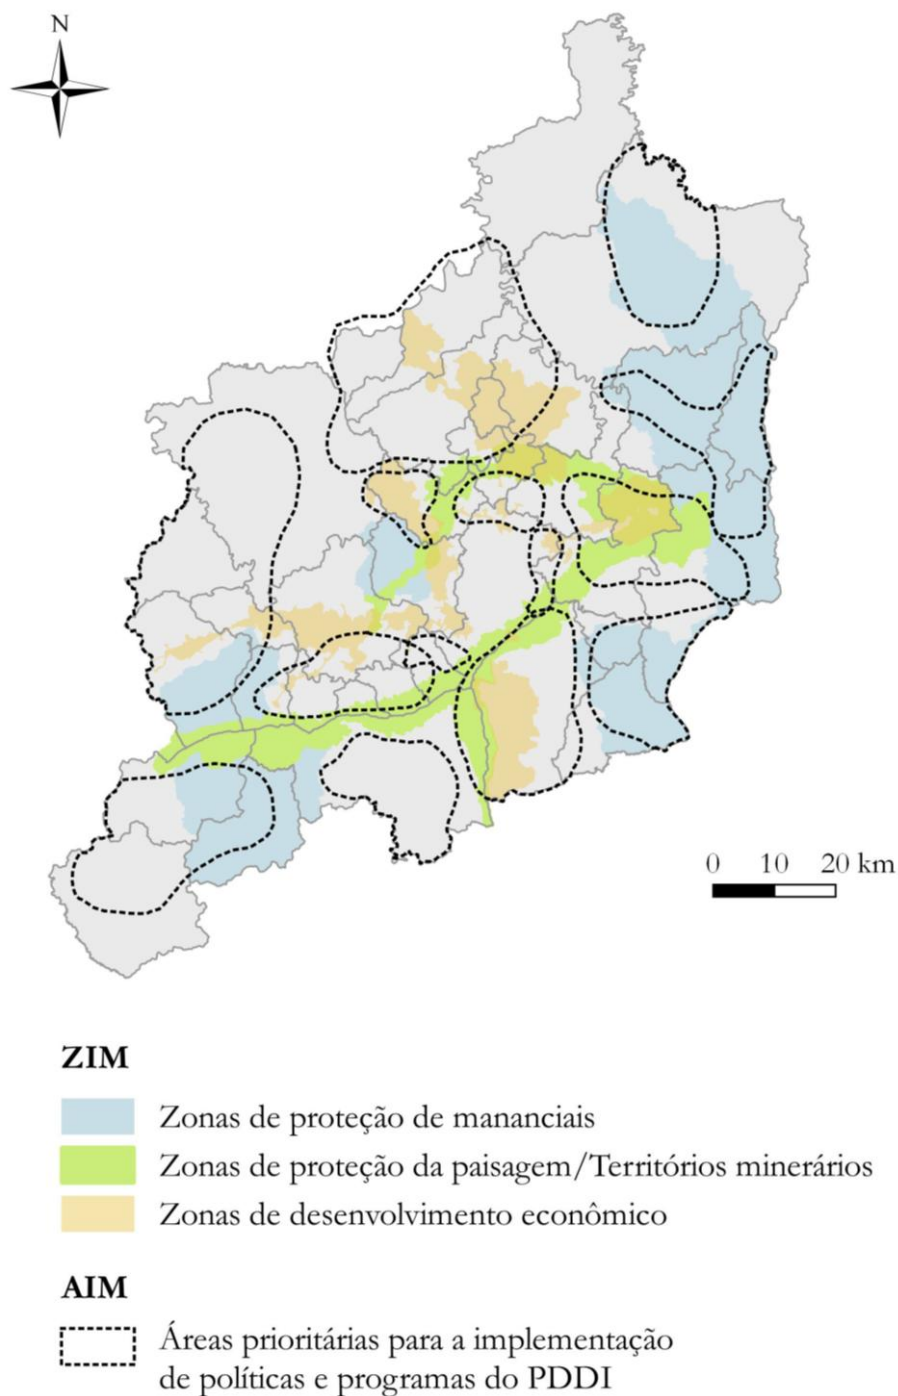 N
0 10 20 km
ZIM
Zonas de proteção de mananciais
Zonas de proteção da paisagem/Territórios minerários
Zonas de desenvolvimento econômico
AIM
Áreas prioritárias para a implementação
de políticas e programas do PDDI